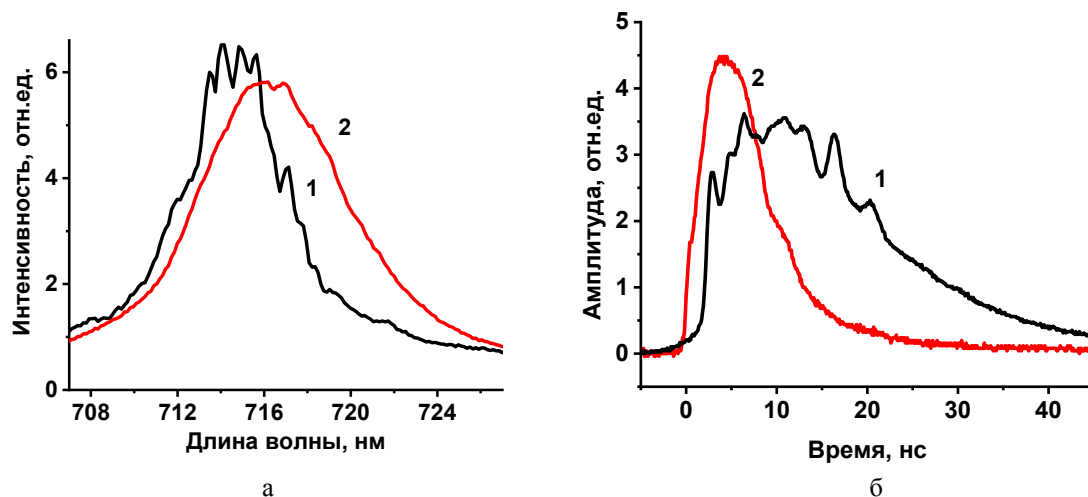 Интенсивность, отн.ед.
6
4
2
0
2
1
708 712 716 720 724
Длина волны, нм
а
Амплитуда, отн.ед.
5
4
3
2
1
0
2
1
0 10 20 30 40
Время, нс
б